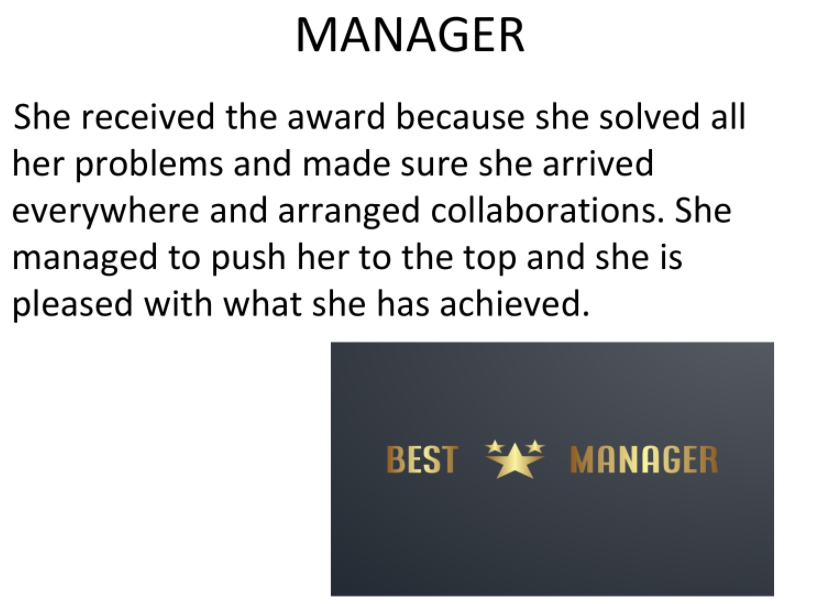 MANAGER
She received the award because she solved all
her problems and made sure she arrived
everywhere and arranged collaborations. She
managed to push her to the top and she is
pleased with what she has achieved.
BEST MANAGER